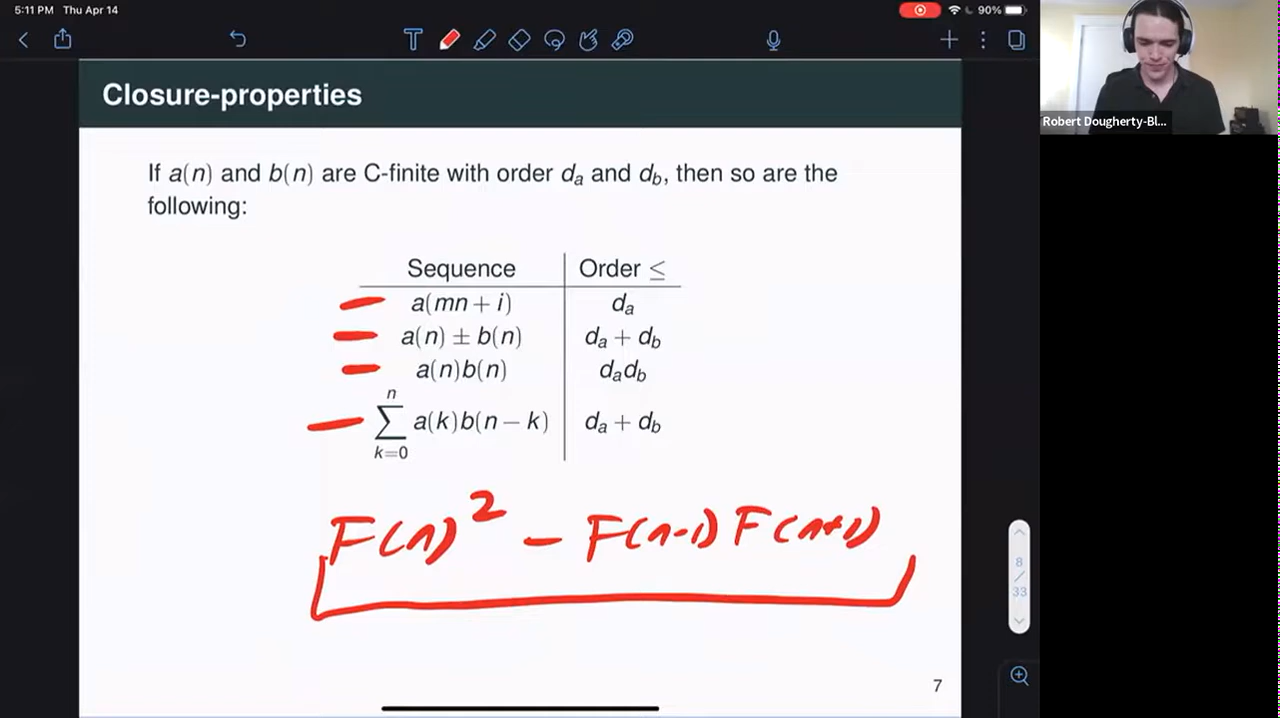 5:11 PM Thu Apr 14
90%
Closure-properties
If a(n) and b(n) are C-finite with order d_a and d_b, then so are the
following:
Sequence Order ≤
a(mn + i) d_a
a(n) ± b(n) d_a + d_b
a(n)b(n) d_a d_b
n
∑ a(k)b(n − k) d_a + d_b
k=0
F(n)² − F(n-1) F(n+1)
8
/
33
7
Robert Dougherty-Bl...